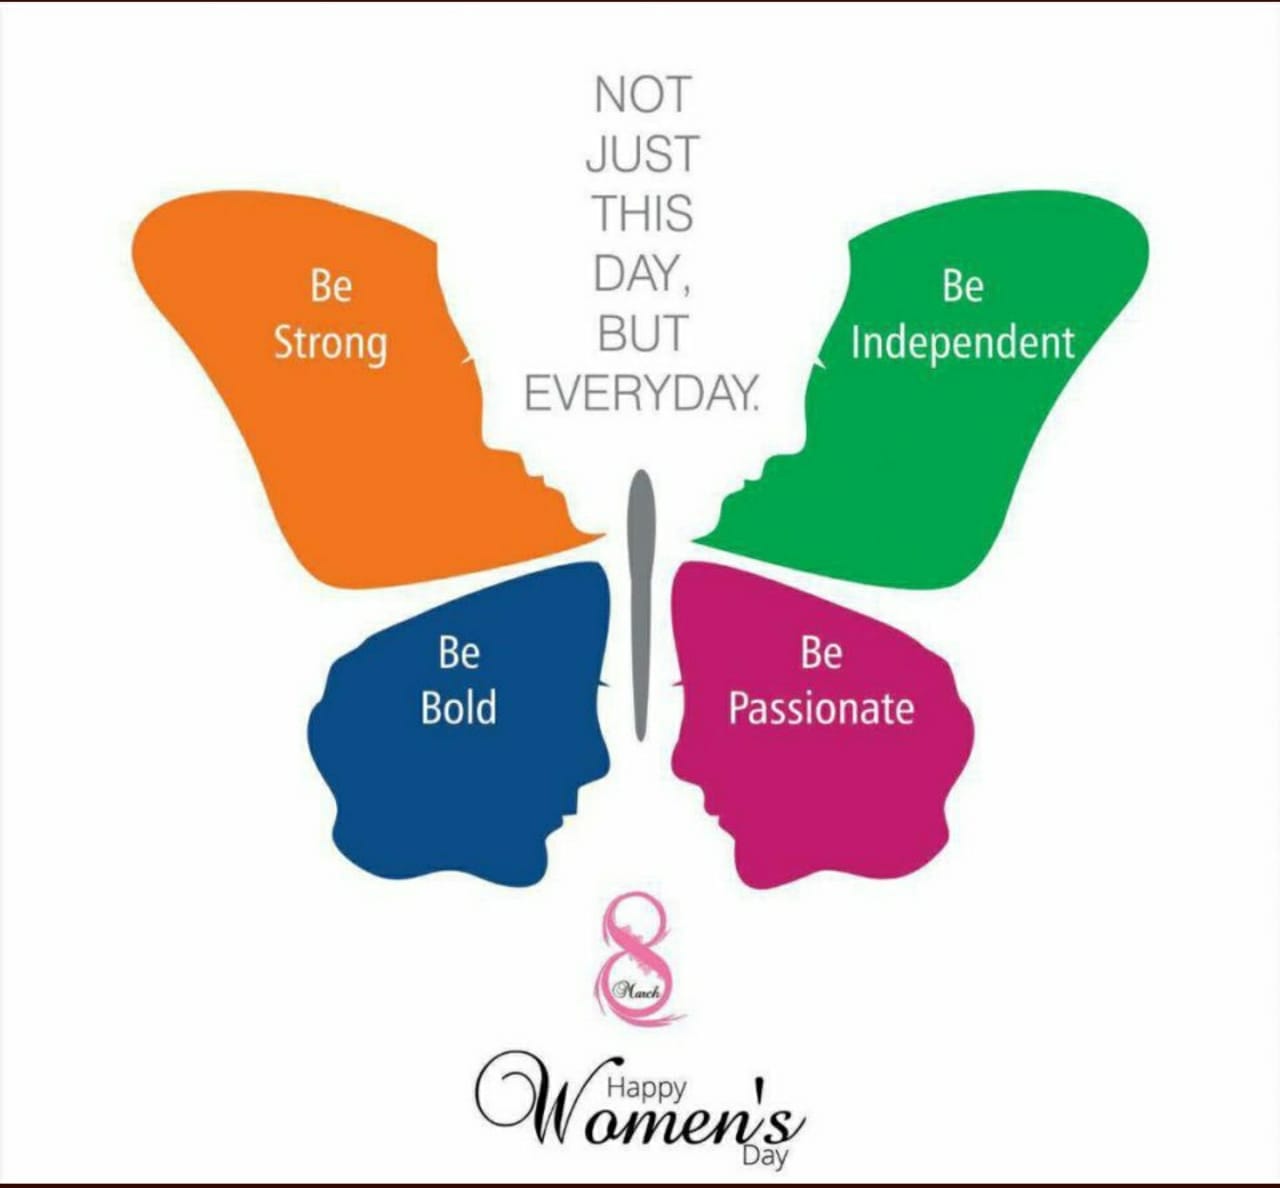 NOT
JUST
THIS
DAY,
BUT
EVERYDAY.
Be
Strong
Be
Independent
Be
Bold
Be
Passionate
8
March
Happy
Women's
Day